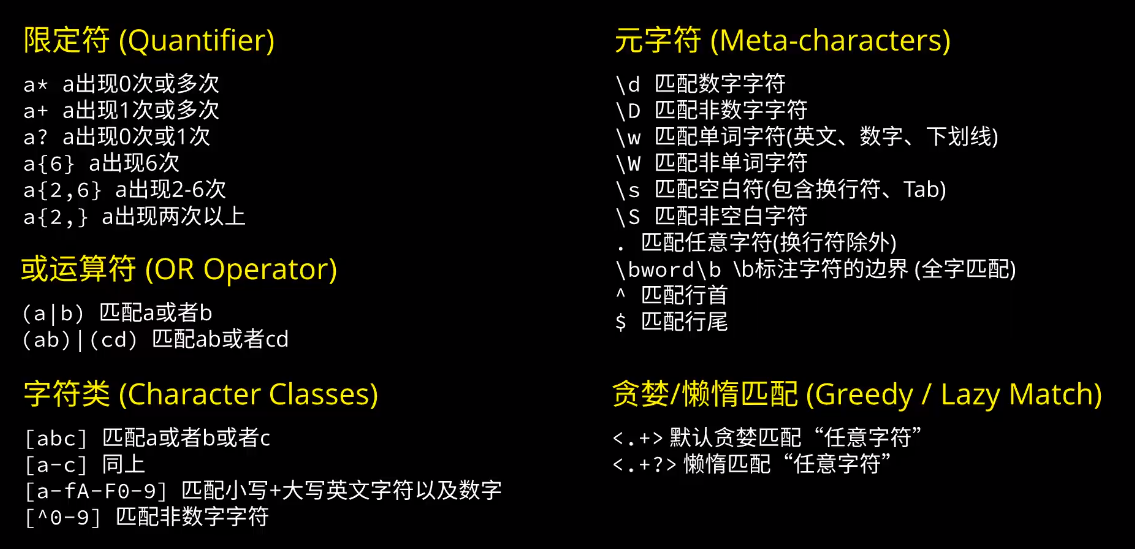 限定符 (Quantifier)
a* a出现0次或多次
a+ a出现1次或多次
a? a出现0次或1次
a{6} a出现6次
a{2,6} a出现2-6次
a{2,} a出现两次以上
或运算符 (OR Operator)
(a|b) 匹配a或者b
(ab)|(cd) 匹配ab或者cd
字符类 (Character Classes)
[abc] 匹配a或者b或者c
[a-c] 同上
[a-fA-F0-9] 匹配小写+大写英文字符以及数字
[^0-9] 匹配非数字字符
元字符 (Meta-characters)
\d 匹配数字字符
\D 匹配非数字字符
\w 匹配单词字符(英文、数字、下划线)
\W 匹配非单词字符
\s 匹配空白符(包含换行符、Tab)
\S 匹配非空白字符
. 匹配任意字符(换行符除外)
\bword\b \b标注字符的边界 (全字匹配)
^ 匹配行首
$ 匹配行尾
贪婪/懒惰匹配 (Greedy / Lazy Match)
<.+> 默认贪婪匹配“任意字符”
<.+?> 懒惰匹配“任意字符”